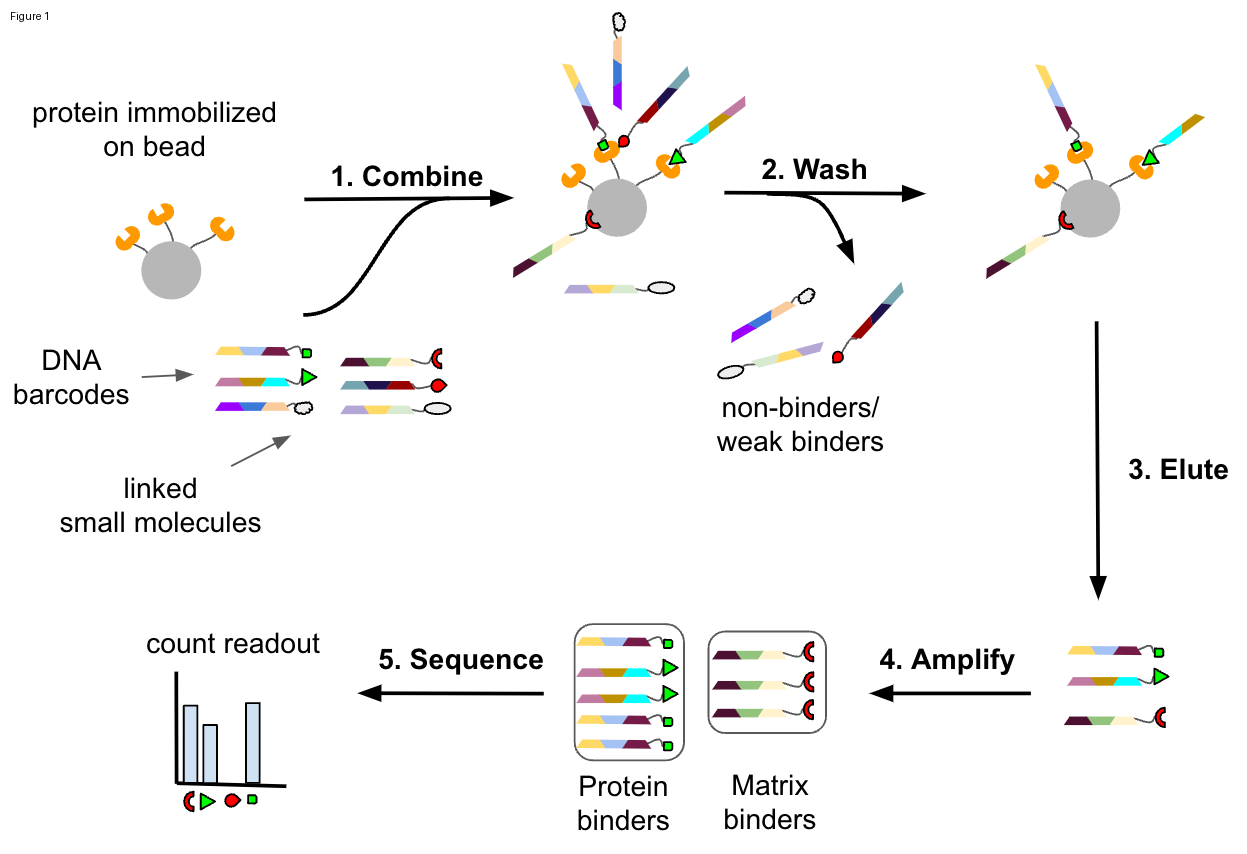 Figure 1
protein immobilized
on bead
1. Combine
2. Wash
DNA
barcodes
linked
small molecules
non-binders/
weak binders
3. Elute
count readout
5. Sequence
4. Amplify
Protein
binders
Matrix
binders